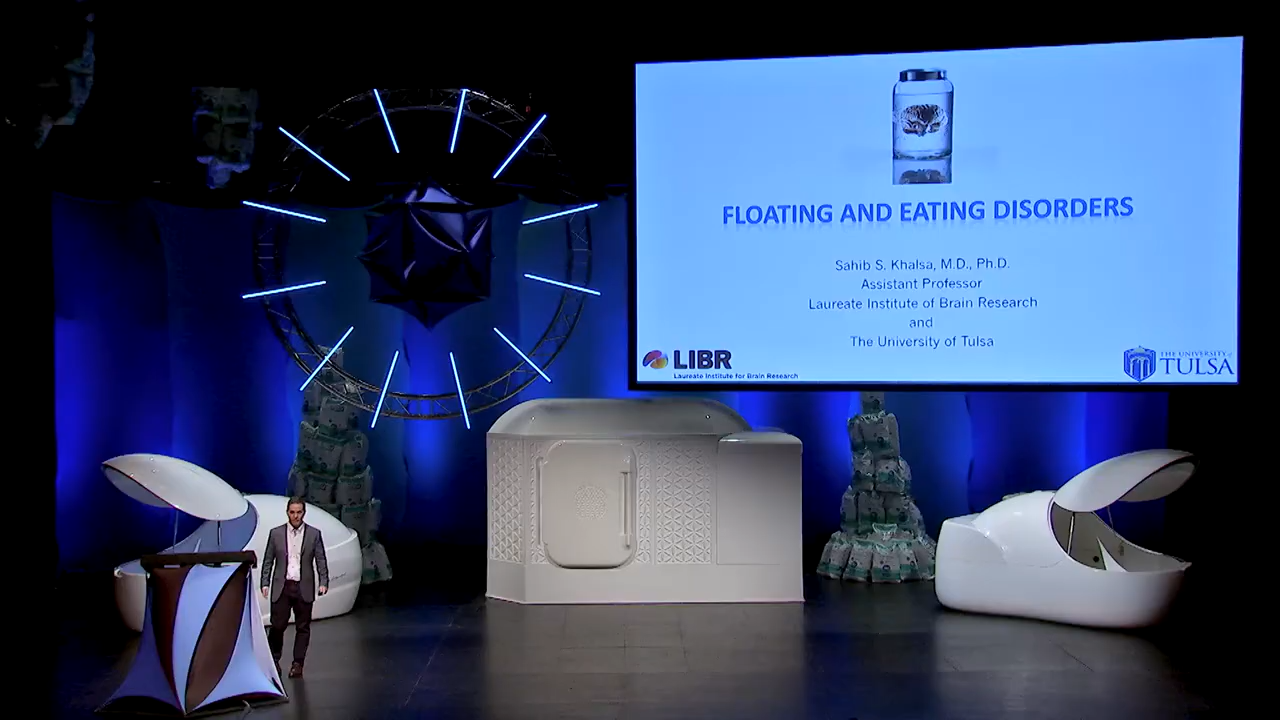 FLOATING AND EATING DISORDERS
Sahib S. Khalsa, M.D., Ph.D.
Assistant Professor
Laureate Institute of Brain Research
and
The University of Tulsa
LIBR
Laureate Institute for Brain Research
THE UNIVERSITY of
TULSA